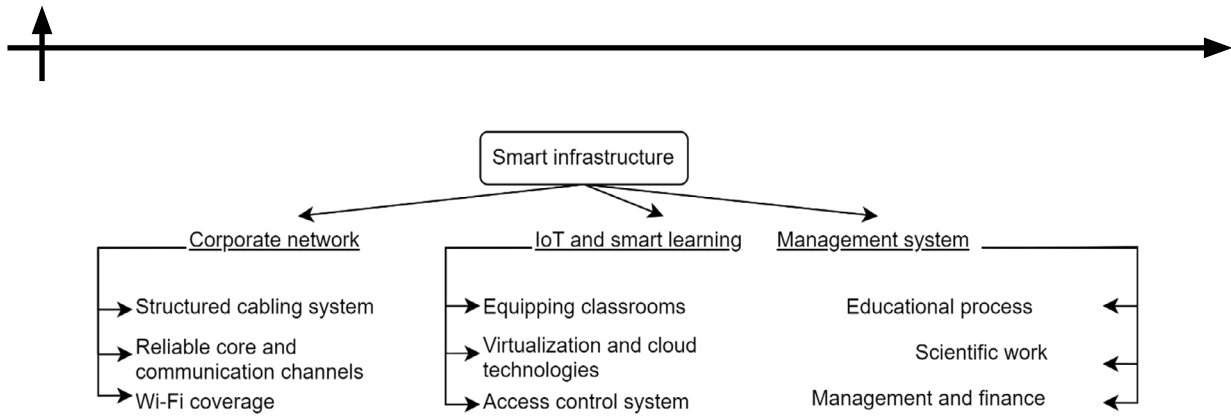 Smart infrastructure
Corporate network
IoT and smart learning
Management system
Structured cabling system
Reliable core and
communication channels
Wi-Fi coverage
Equipping classrooms
Virtualization and cloud
technologies
Access control system
Educational process
Scientific work
Management and finance